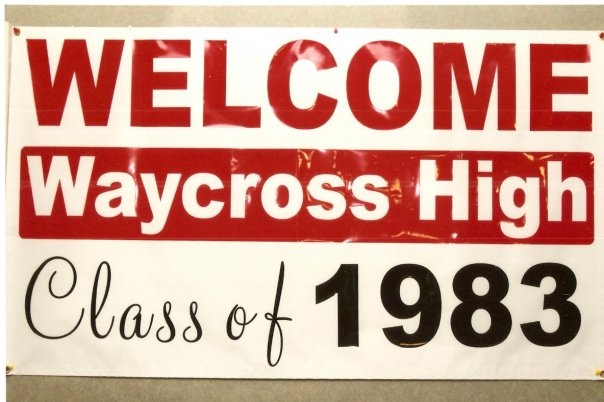 WELCOME
Waycross High
Class of 1983